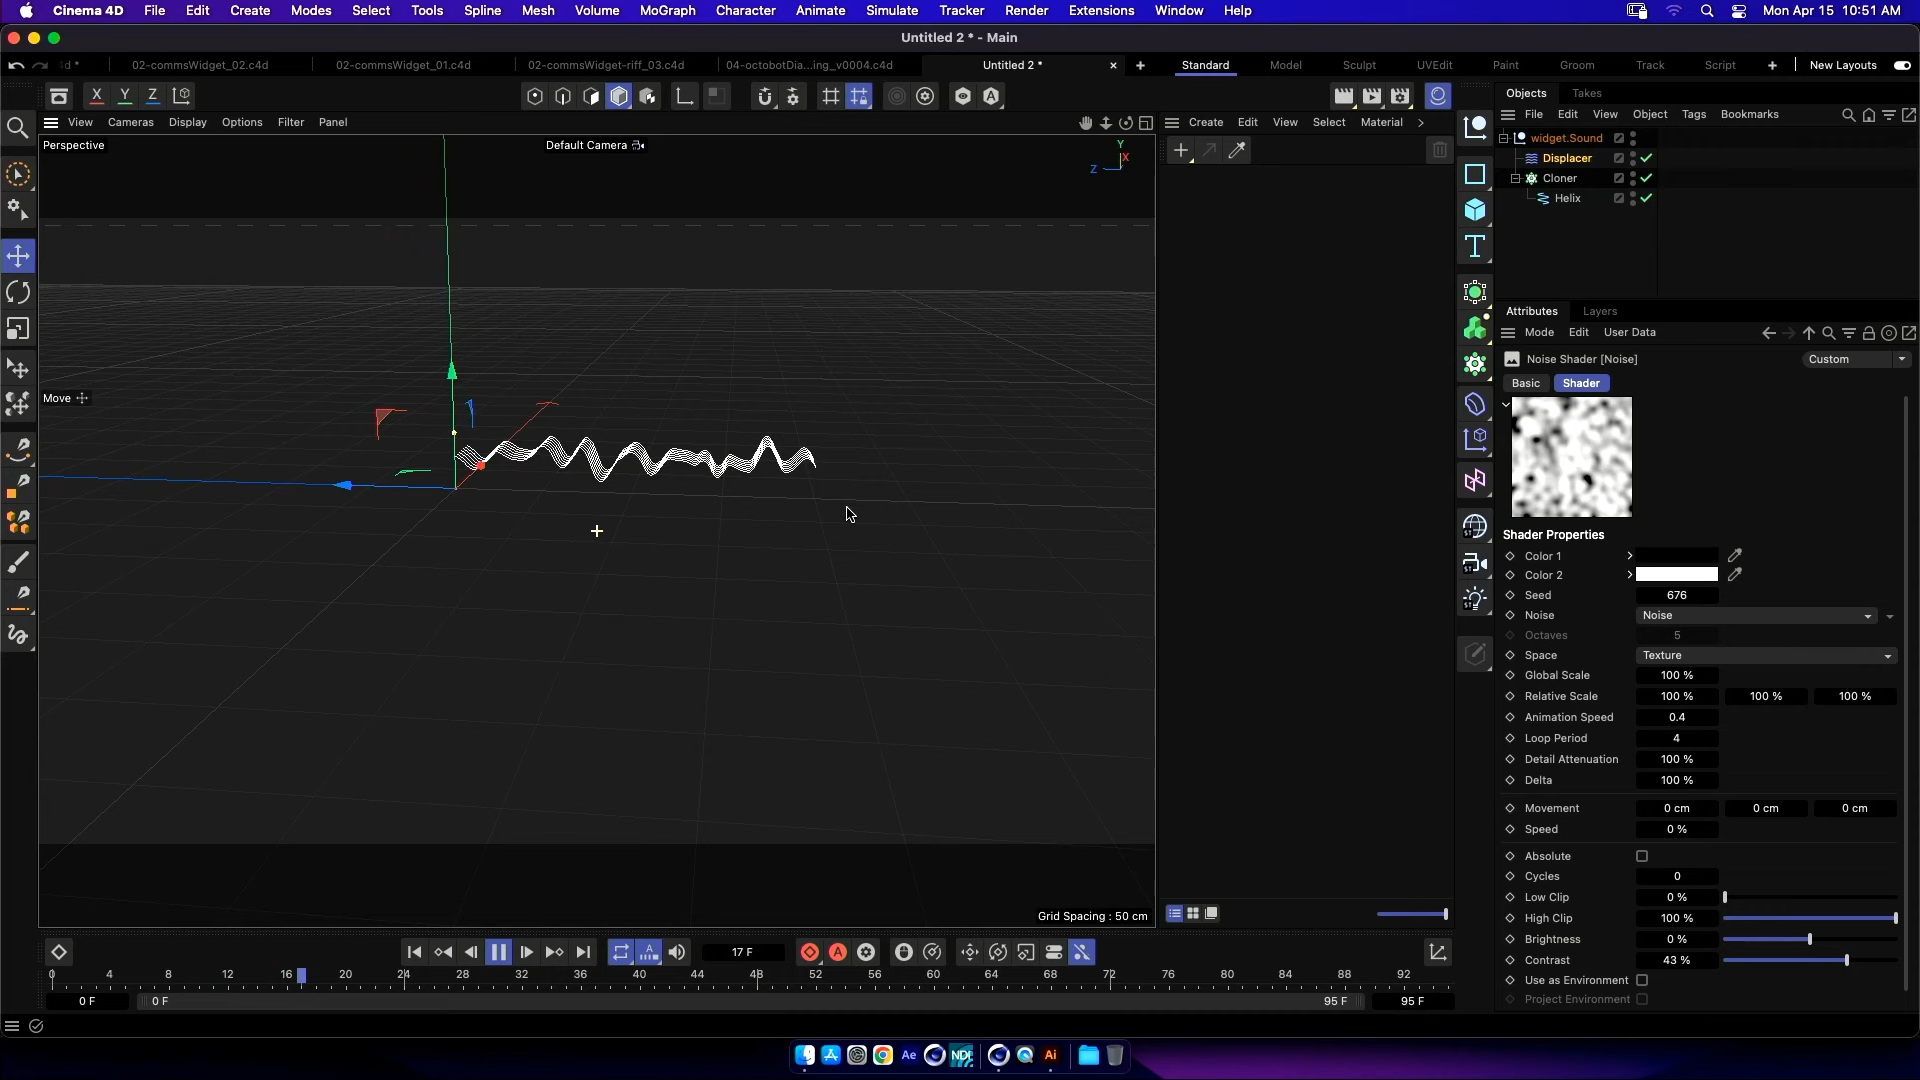 Cinema 4D File Edit Create Modes Select Tools Spline Mesh Volume MoGraph Character Animate Simulate Tracker Render Extensions Window Help Mon Apr 15 10:51 AM
Untitled 2 * - Main
d * 02-commsWidget_02.c4d 02-commsWidget_01.c4d 02-commsWidget-riff_03.c4d 04-octobotDia...ing_v0004.c4d Untitled 2 * Standard Model Sculpt UVEdit Paint Groom Track Script New Layouts
X Y Z
Objects Takes
View Cameras Display Options Filter Panel
Create Edit View Select Material
File Edit View Object Tags Bookmarks
Perspective Default Camera
Y
X
Z
widget.Sound
Displacer
Cloner
Helix
Attributes Layers
Mode Edit User Data
Noise Shader [Noise] Custom
Basic Shader
Move
Shader Properties
Color 1
Color 2
Seed 676
Noise Noise
Octaves 5
Space Texture
Global Scale 100 %
Relative Scale 100 % 100 % 100 %
Animation Speed 0.4
Loop Period 4
Detail Attenuation 100 %
Delta 100 %
Movement 0 cm 0 cm 0 cm
Speed 0 %
Absolute
Cycles 0
Low Clip 0 %
High Clip 100 %
Brightness 0 %
Contrast 43 %
Use as Environment
Project Environment
Grid Spacing : 50 cm
17 F
0 4 8 12 16 20 24 28 32 36 40 44 48 52 56 60 64 68 72 76 80 84 88 92
0 F 0 F 95 F 95 F
Ae NDI Ai